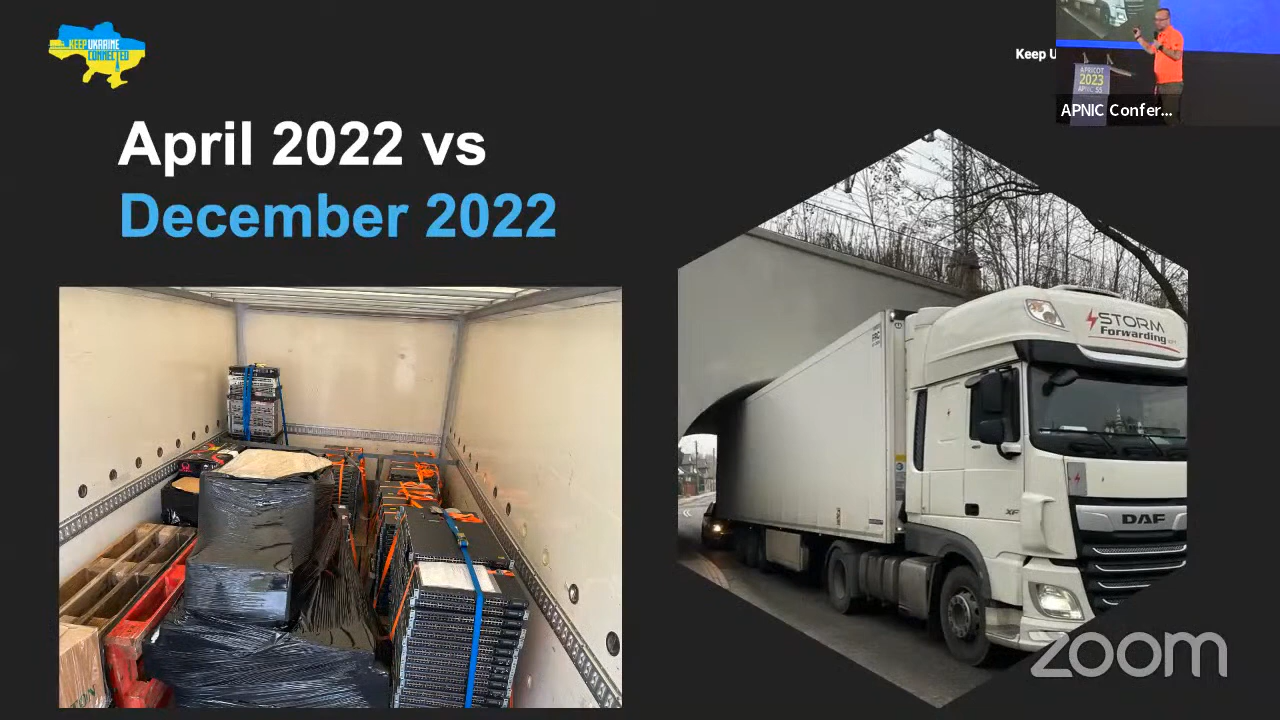 KEEP UKRAINE
CONNECTED
Keep U
APRICOT
2023
APNIC 55
APNIC Confer...
April 2022 vs
December 2022
STORM
Forwarding
XF
DAF
zoom